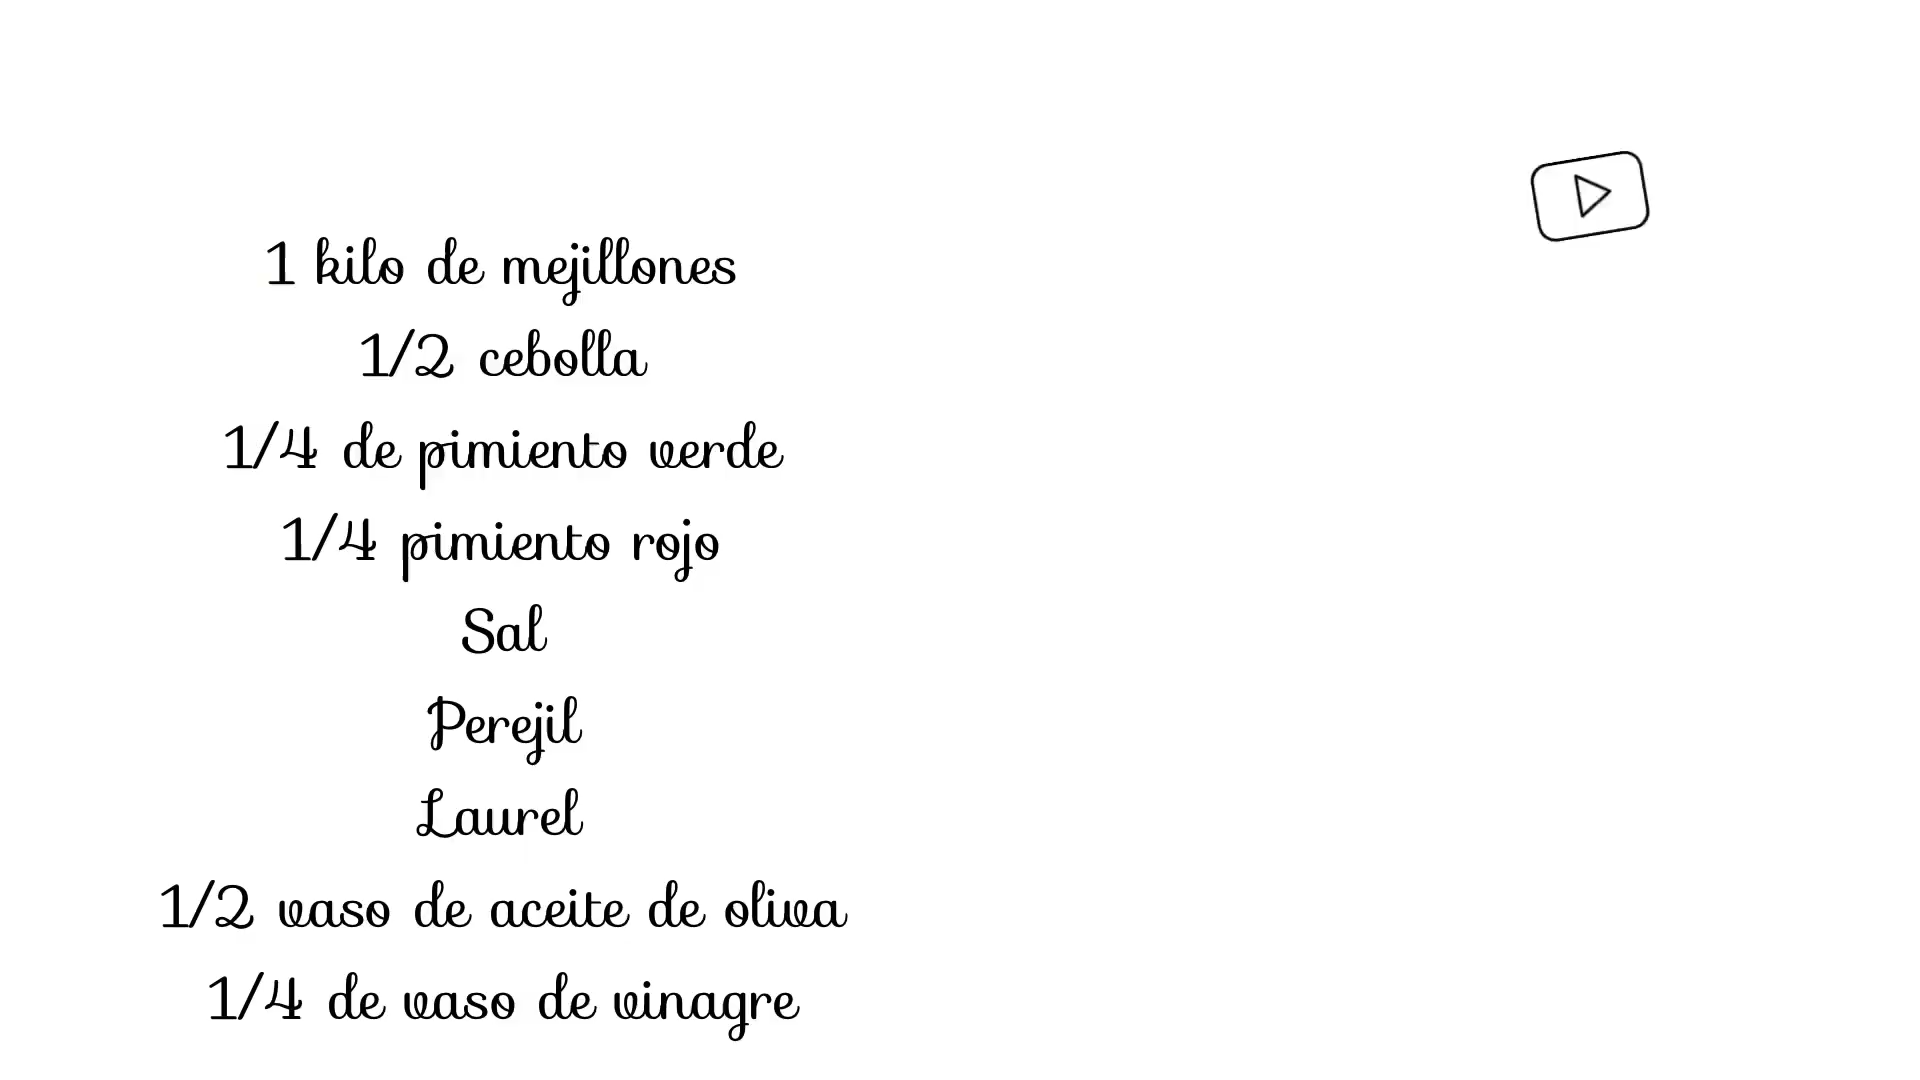 1 kilo de mejillones
1/2 cebolla
1/4 de pimiento verde
1/4 pimiento rojo
Sal
Perejil
Laurel
1/2 vaso de aceite de oliva
1/4 de vaso de vinagre